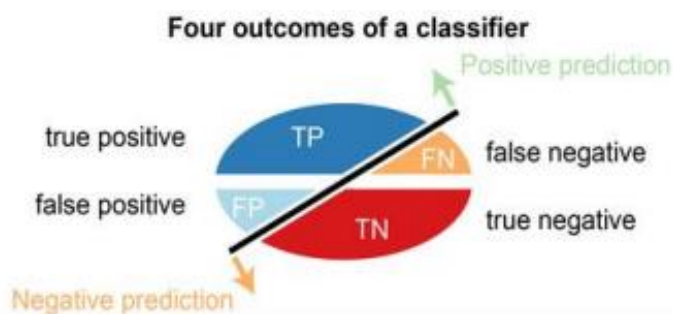 Four outcomes of a classifier
Positive prediction
true positive
TP
FN
false negative
false positive
FP
TN
true negative
Negative prediction